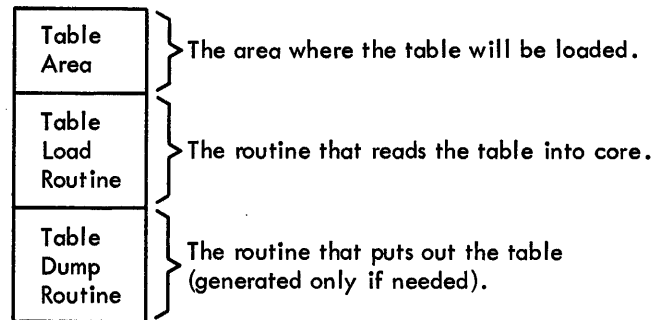 Table
Area
The area where the table will be loaded.
Table
Load
Routine
The routine that reads the table into core.
Table
Dump
Routine
The routine that puts out the table
(generated only if needed).